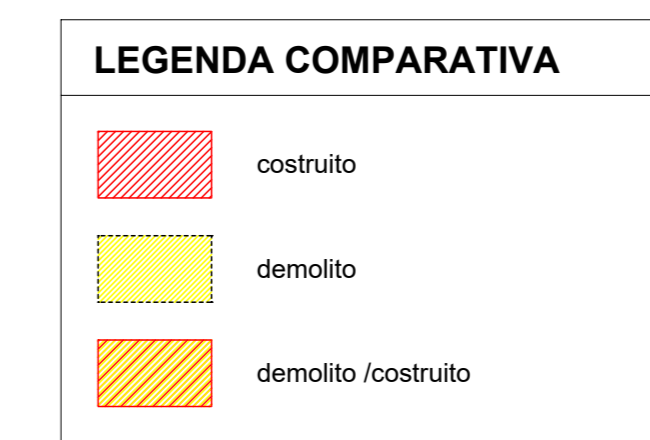 LEGENDA COMPARATIVA
costruito
demolito
demolito /costruito